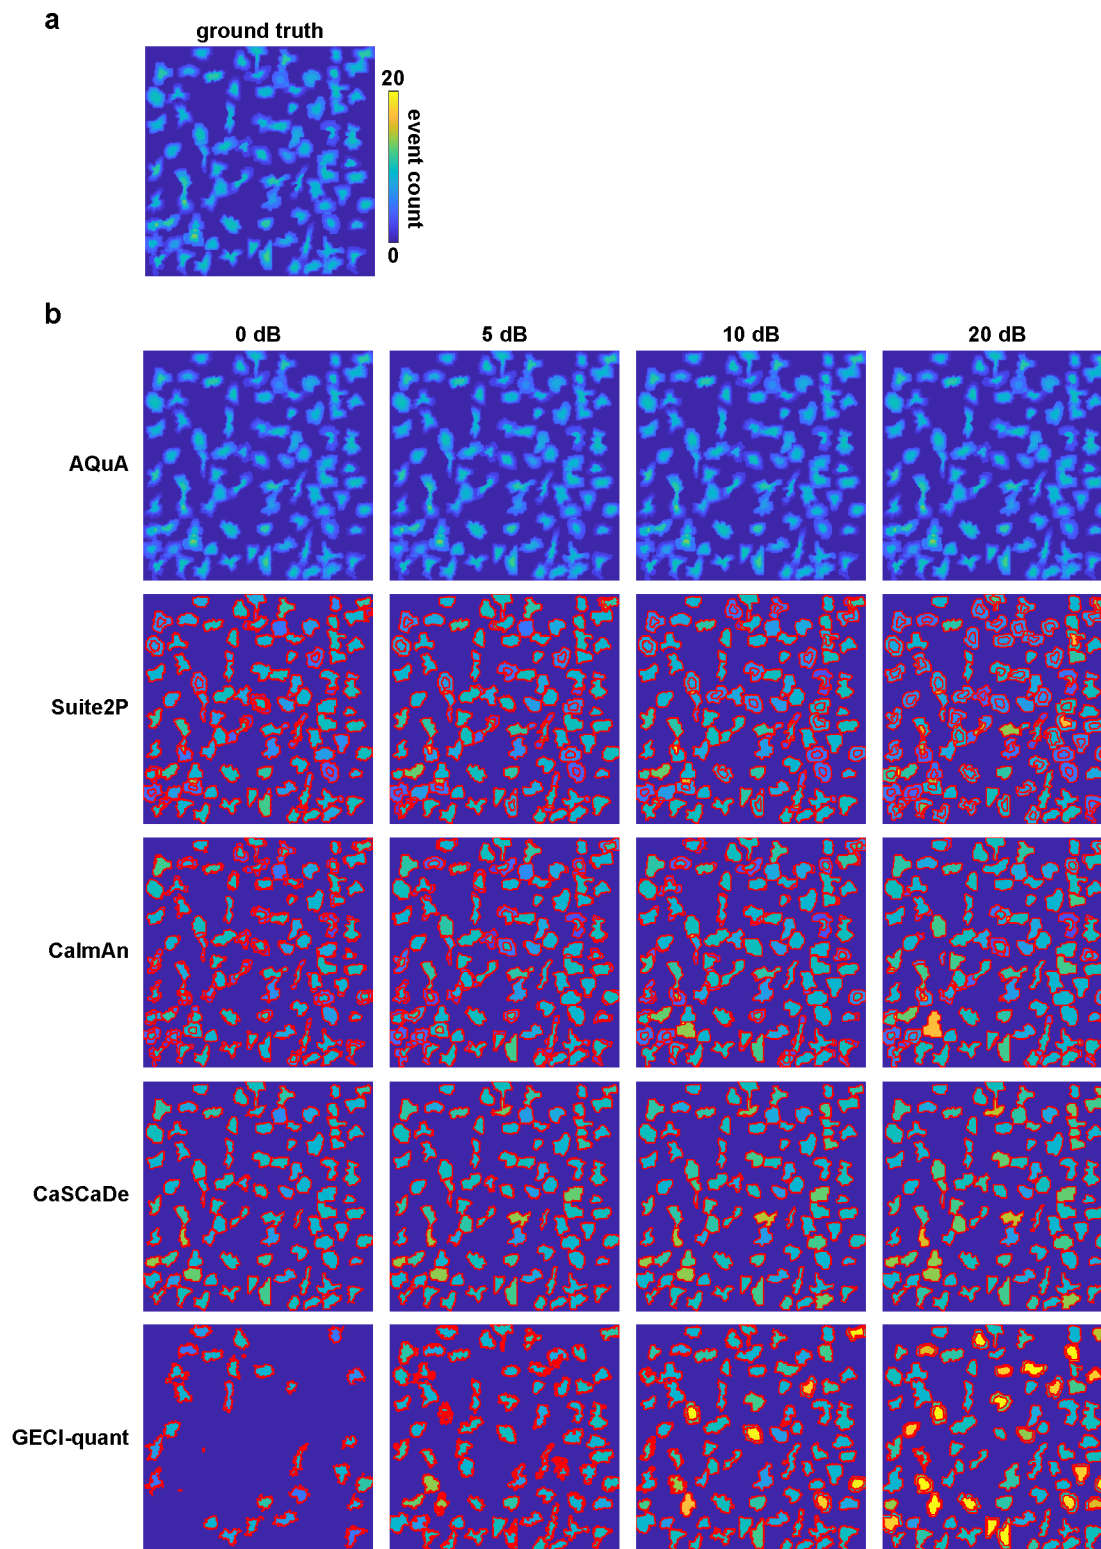 a
ground truth
20
event count
0
b
0 dB
5 dB
10 dB
20 dB
AQuA
Suite2P
CaImAn
CaSCaDe
GECI-quant